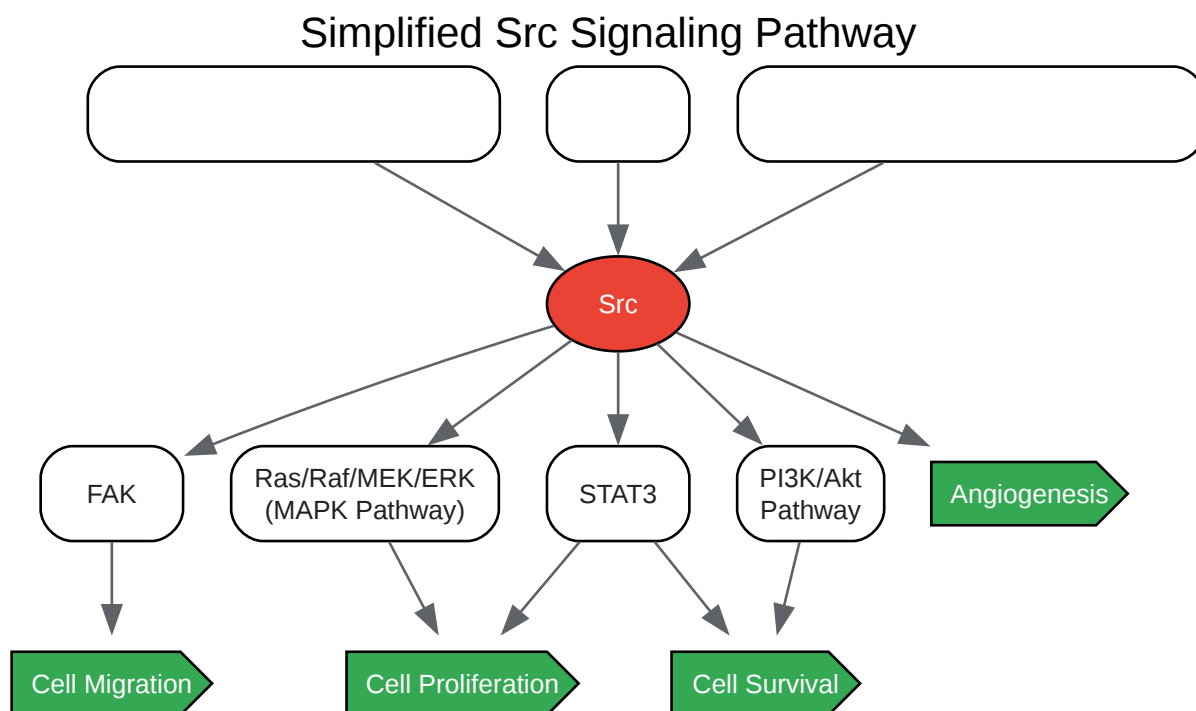 Simplified Src Signaling Pathway
Src
FAK
Ras/Raf/MEK/ERK
(MAPK Pathway)
STAT3
PI3K/Akt
Pathway
Angiogenesis
Cell Migration
Cell Proliferation
Cell Survival